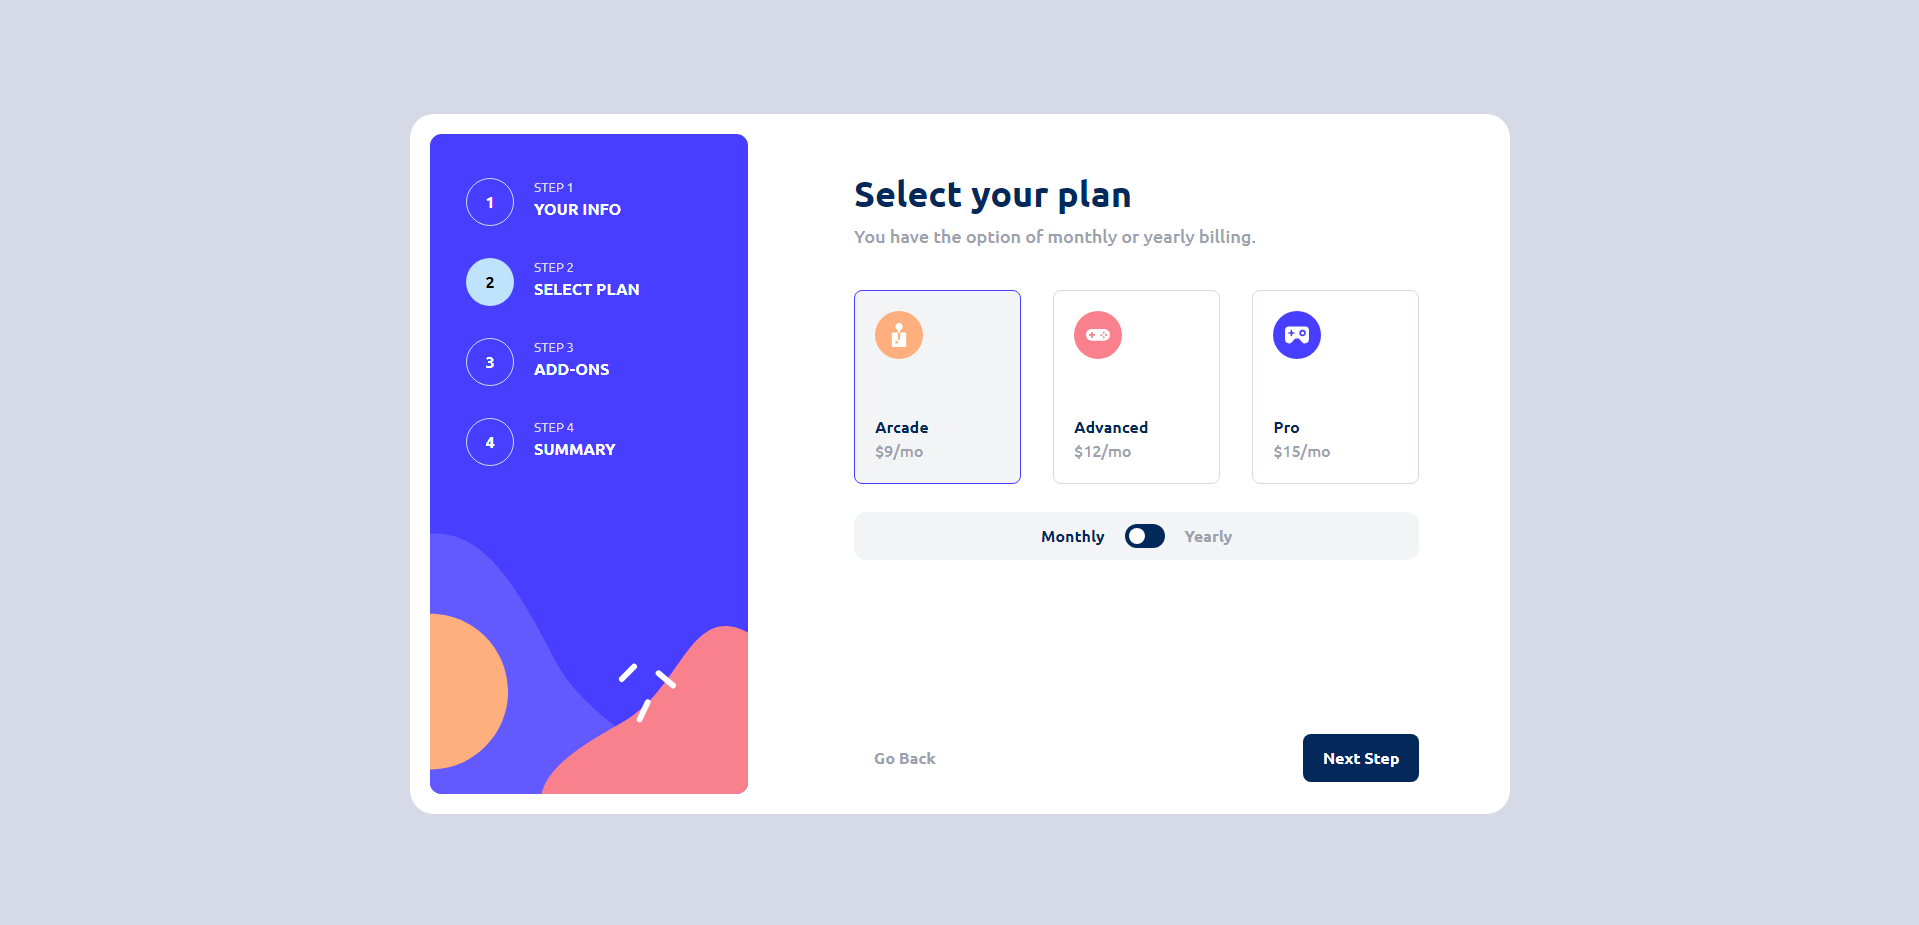 1
STEP 1
YOUR INFO
2
STEP 2
SELECT PLAN
3
STEP 3
ADD-ONS
4
STEP 4
SUMMARY
Select your plan
You have the option of monthly or yearly billing.
Arcade
$9/mo
Advanced
$12/mo
Pro
$15/mo
Monthly
Yearly
Go Back
Next Step